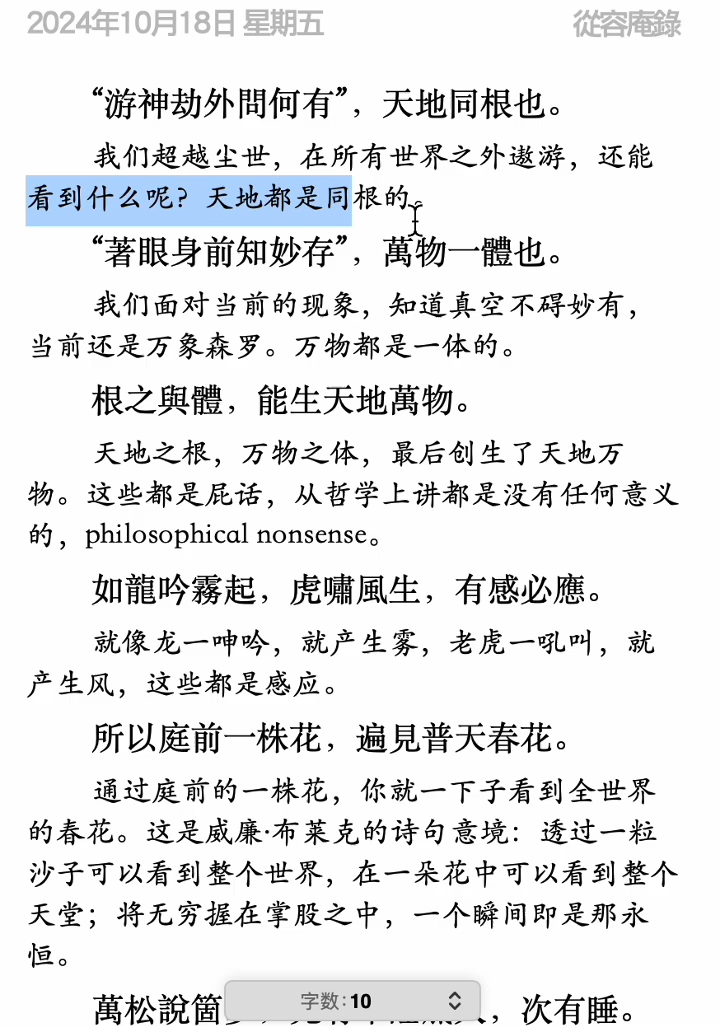 2024年10月18日 星期五
從容庵錄
“游神劫外問何有”，天地同根也。
我们超越尘世，在所有世界之外遨游，还能
看到什么呢？天地都是同根的。
“著眼身前知妙存”，萬物一體也。
我们面对当前的现象，知道真空不碍妙有，
当前还是万象森罗。万物都是一体的。
根之與體，能生天地萬物。
天地之根，万物之体，最后创生了天地万
物。这些都是屁话，从哲学上讲都是没有任何意义
的，philosophical nonsense。
如龍吟霧起，虎嘯風生，有感必應。
就像龙一呻吟，就产生雾，老虎一吼叫，就
产生风，这些都是感应。
所以庭前一株花，遍見普天春花。
通过庭前的一株花，你就一下子看到全世界
的春花。这是威廉·布莱克的诗句意境：透过一粒
沙子可以看到整个世界，在一朵花中可以看到整个
天堂；将无穷握在掌股之中，一个瞬间即是那永
恒。
萬松說箇，次有睡。
字数：10